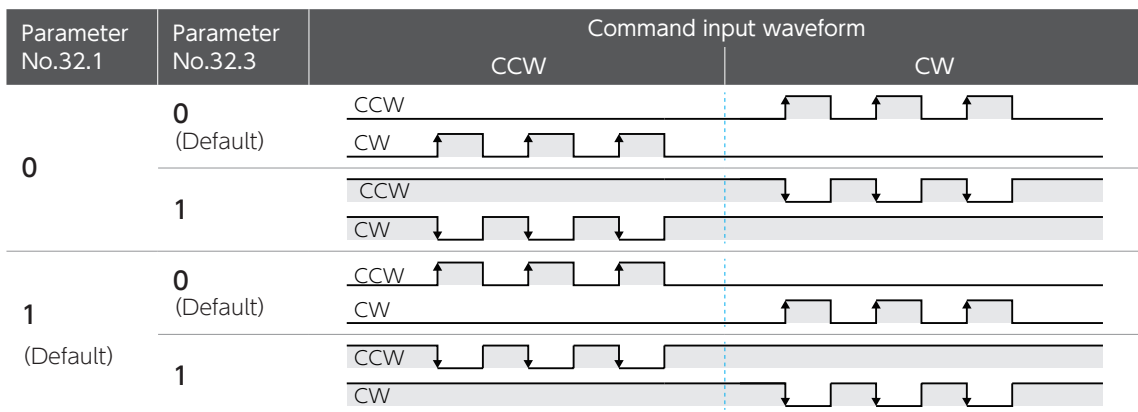 Parameter No.32.1
Parameter No.32.3
Command input waveform
CCW
CW
0
0
(Default)
CCW
CW
1
CCW
CW
1
(Default)
0
(Default)
CCW
CW
1
CCW
CW